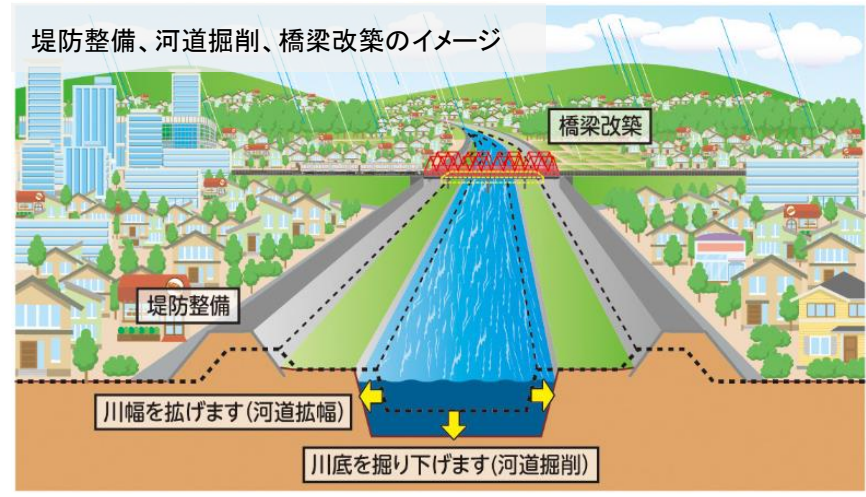 堤防整備、河道掘削、橋梁改築のイメージ
橋梁改築
堤防整備
川幅を拡げます(河道拡幅)
川底を掘り下げます(河道掘削)